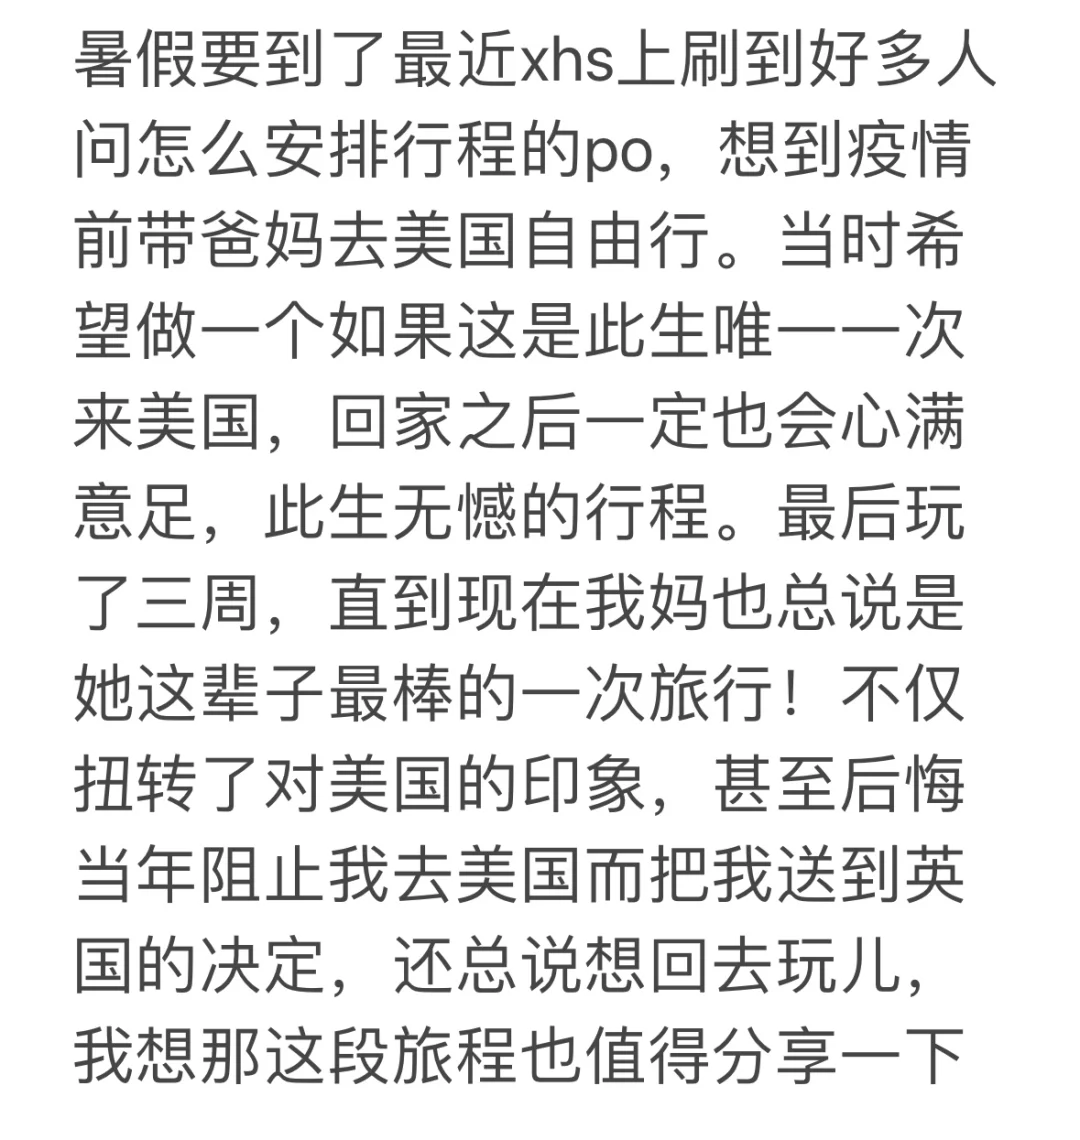 暑假要到了最近xhs上刷到好多人
问怎么安排行程的po，想到疫情
前带爸妈去美国自由行。当时希
望做一个如果这是此生唯一一次
来美国，回家之后一定也会心满
意足，此生无憾的行程。最后玩
了三周，直到现在我妈也总说是
她这辈子最棒的一次旅行！不仅
扭转了对美国的印象，甚至后悔
当年阻止我去美国而把我送到英
国的决定，还总说想回去玩儿，
我想那这段旅程也值得分享一下